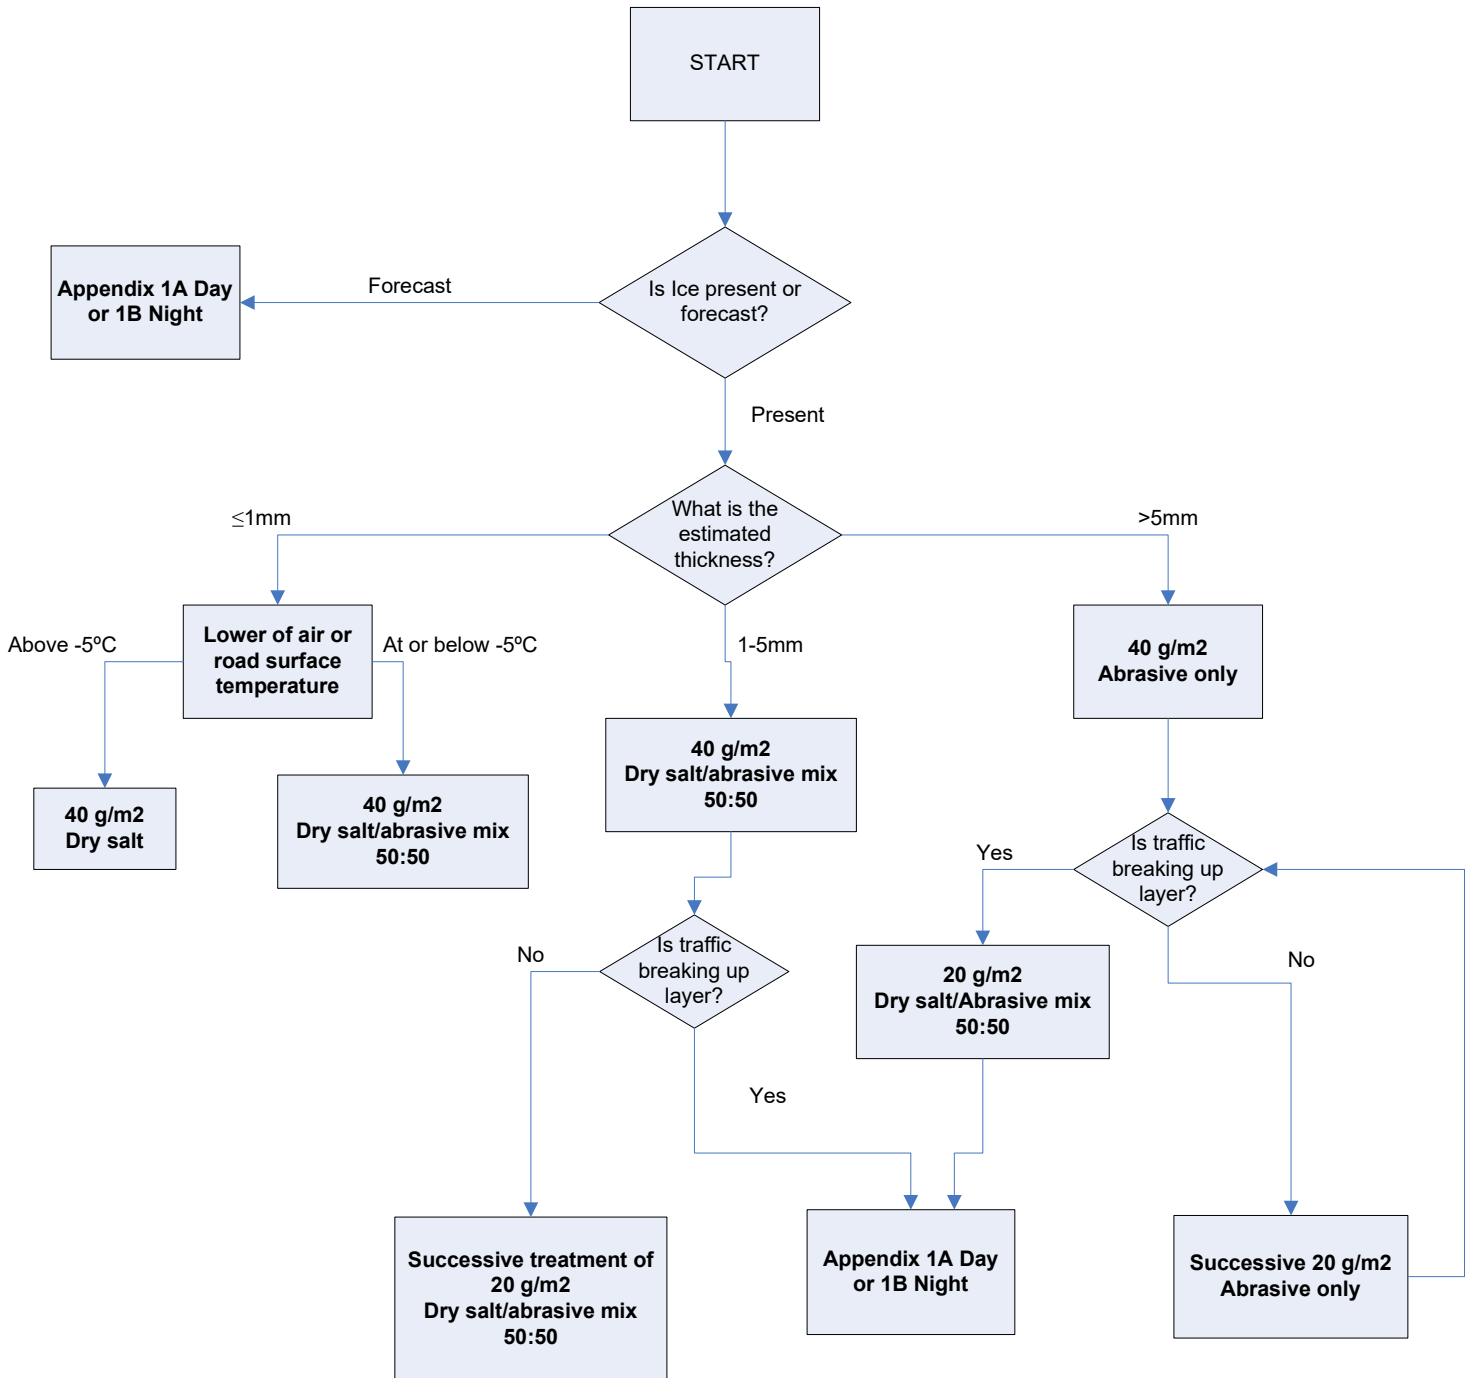 START
Is Ice present or
forecast?
Forecast
Appendix 1A Day
or 1B Night
Present
What is the
estimated
thickness?
≤1mm
>5mm
1-5mm
Lower of air or
road surface
temperature
Above -5ºC
At or below -5ºC
40 g/m2
Dry salt
40 g/m2
Dry salt/abrasive mix
50:50
40 g/m2
Dry salt/abrasive mix
50:50
40 g/m2
Abrasive only
Is traffic
breaking up
layer?
No
Yes
Is traffic
breaking up
layer?
Yes
No
20 g/m2
Dry salt/Abrasive mix
50:50
Successive treatment of
20 g/m2
Dry salt/abrasive mix
50:50
Appendix 1A Day
or 1B Night
Successive 20 g/m2
Abrasive only